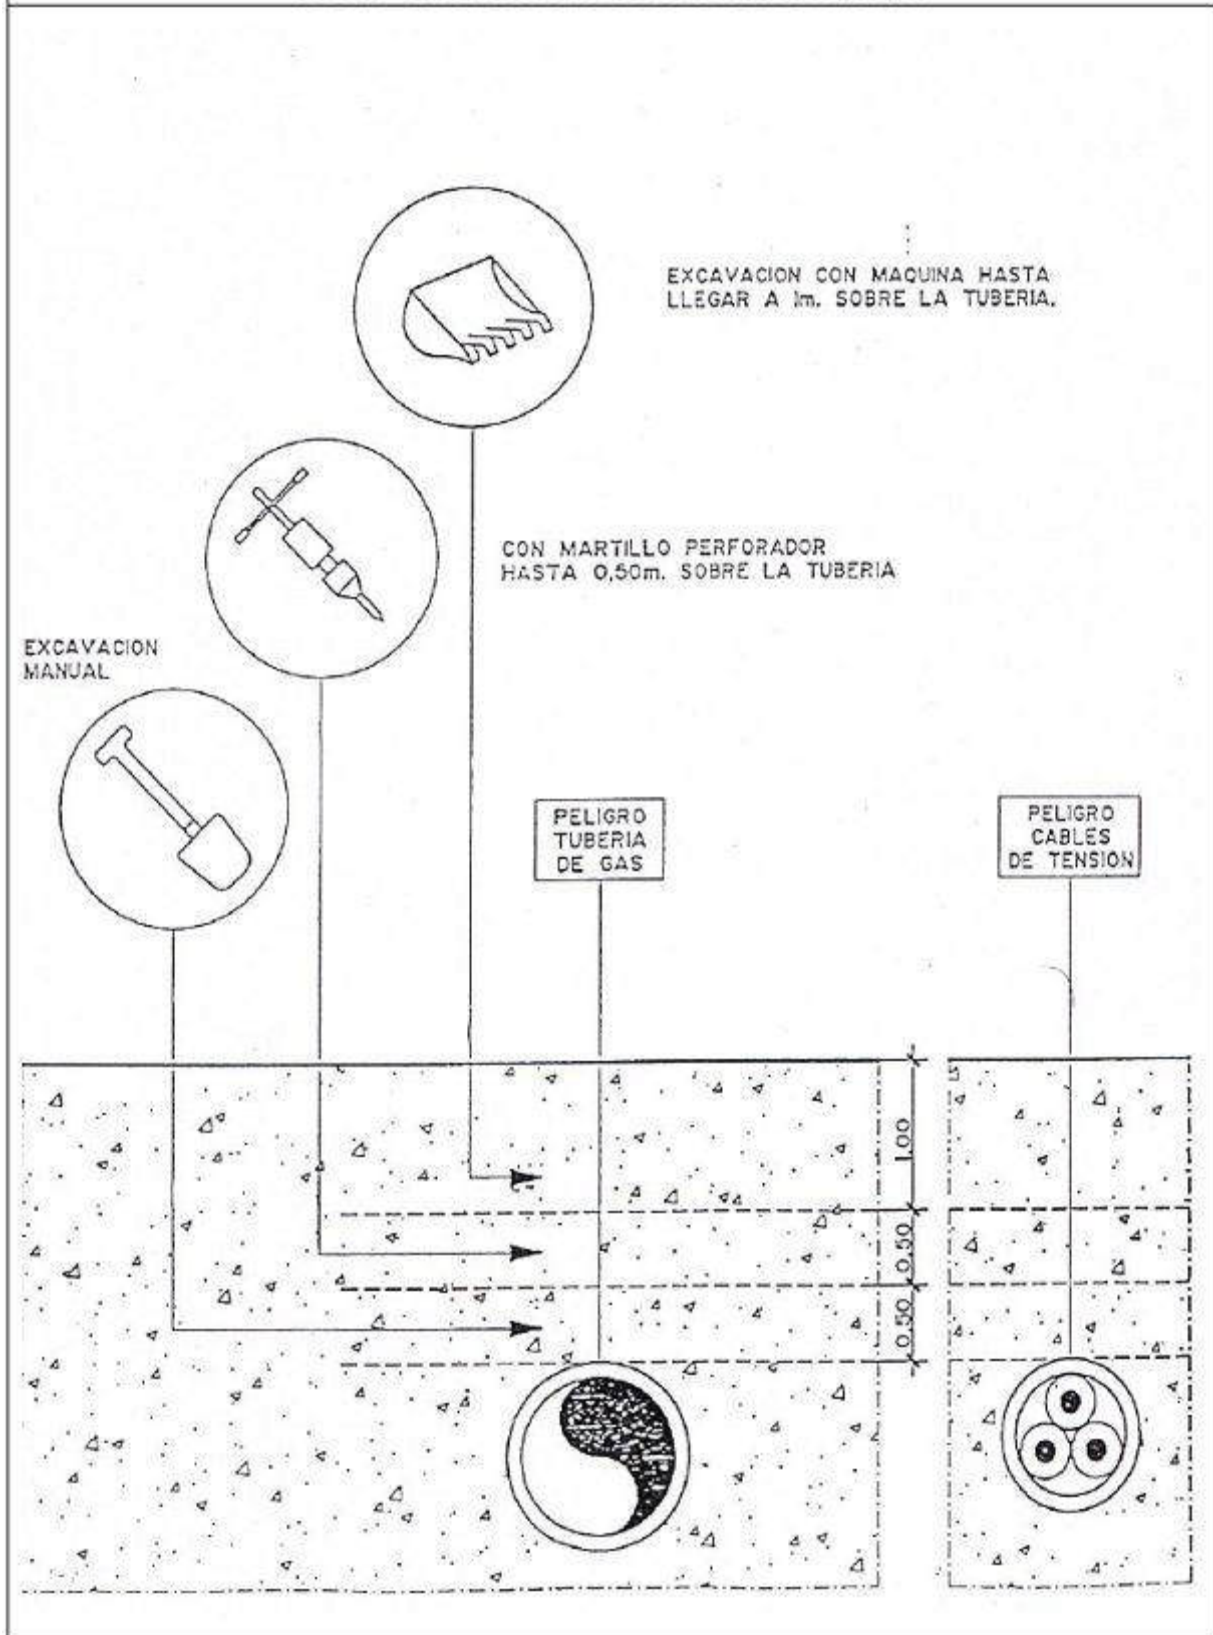 EXCAVACION CON MAQUINA HASTA
LLEGAR A 1m. SOBRE LA TUBERIA.
CON MARTILLO PERFORADOR
HASTA 0,50m. SOBRE LA TUBERIA
EXCAVACION
MANUAL
PELIGRO
TUBERIA
DE GAS
PELIGRO
CABLES
DE TENSION
1.00
0.50
0.50